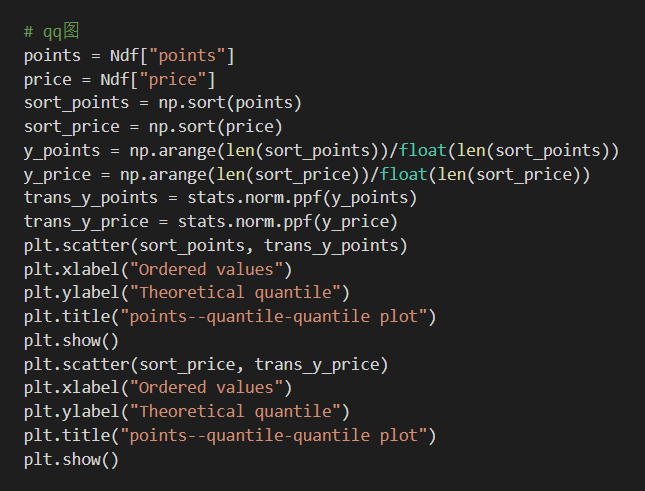 # qq图
points = Ndf["points"]
price = Ndf["price"]
sort_points = np.sort(points)
sort_price = np.sort(price)
y_points = np.arange(len(sort_points))/float(len(sort_points))
y_price = np.arange(len(sort_price))/float(len(sort_price))
trans_y_points = stats.norm.ppf(y_points)
trans_y_price = stats.norm.ppf(y_price)
plt.scatter(sort_points, trans_y_points)
plt.xlabel("Ordered values")
plt.ylabel("Theoretical quantile")
plt.title("points--quantile-quantile plot")
plt.show()
plt.scatter(sort_price, trans_y_price)
plt.xlabel("Ordered values")
plt.ylabel("Theoretical quantile")
plt.title("points--quantile-quantile plot")
plt.show()